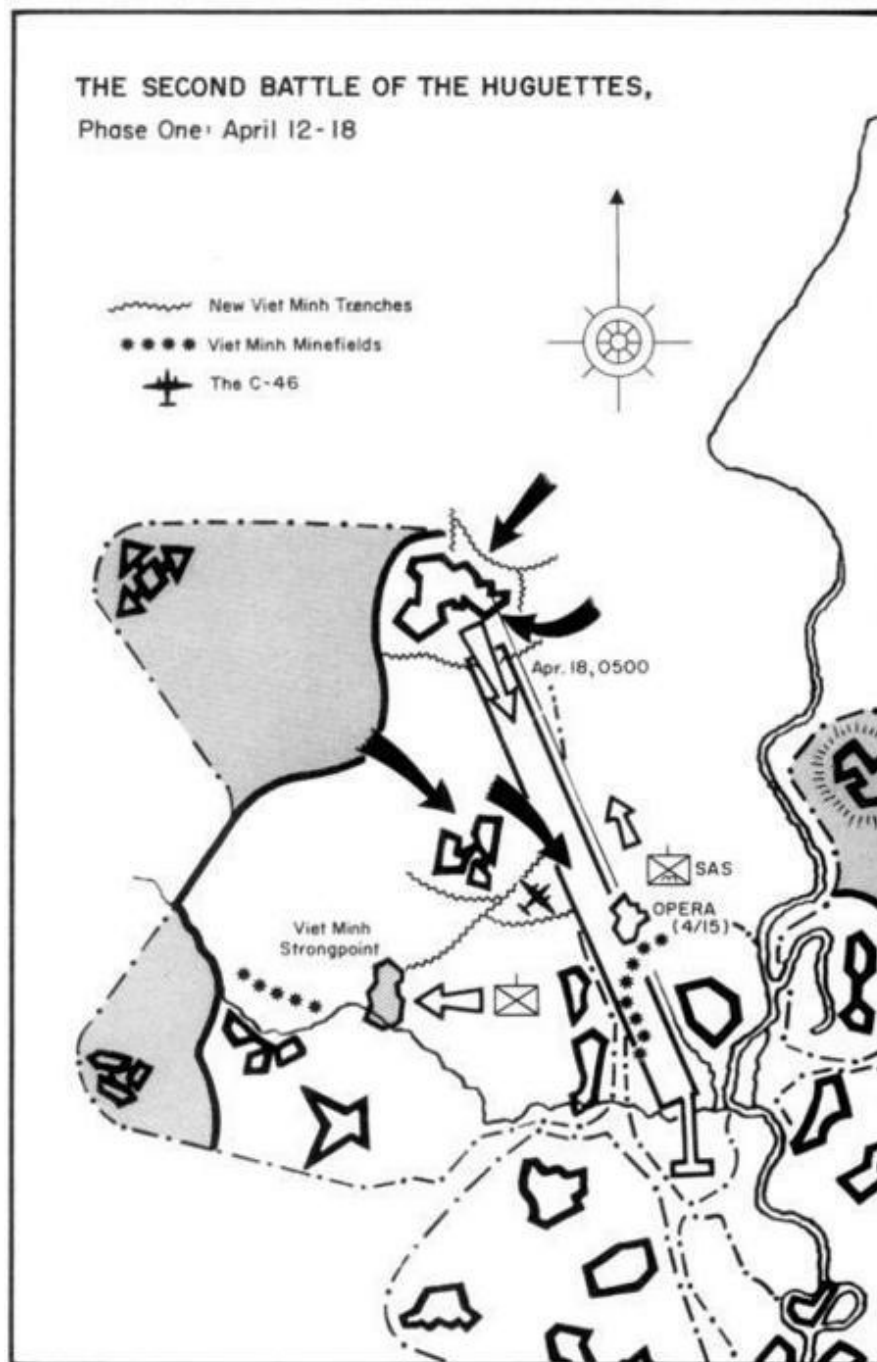 THE SECOND BATTLE OF THE HUGUETTES,
Phase One: April 12-18
New Viet Minh Trenches
Viet Minh Minefields
The C-46
Apr. 18, 0500
SAS
OPERA
(4/15)
Viet Minh
Strongpoint